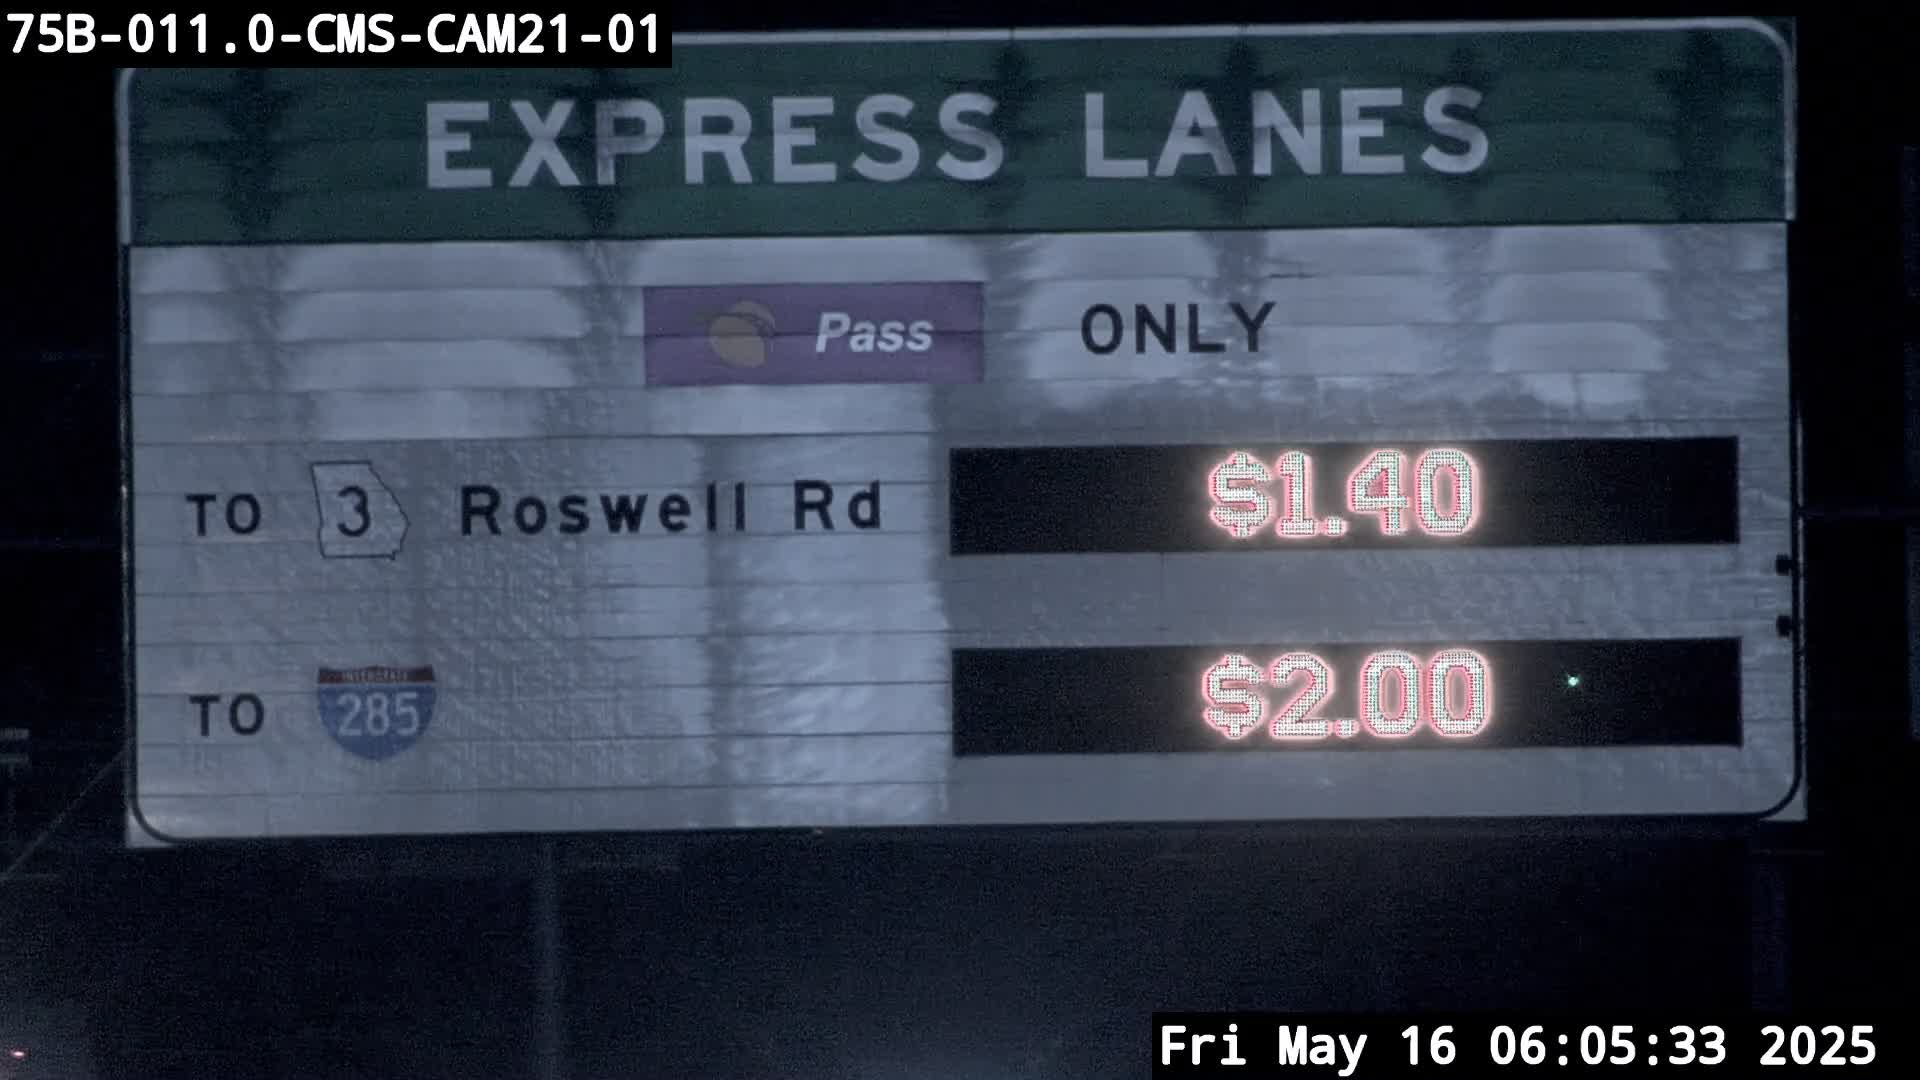 75B-011.0-CMS-CAM21-01
EXPRESS LANES
Pass ONLY
TO 3 Roswell Rd $1.40
TO INTERSTATE 285 $2.00
Fri May 16 06:05:33 2025